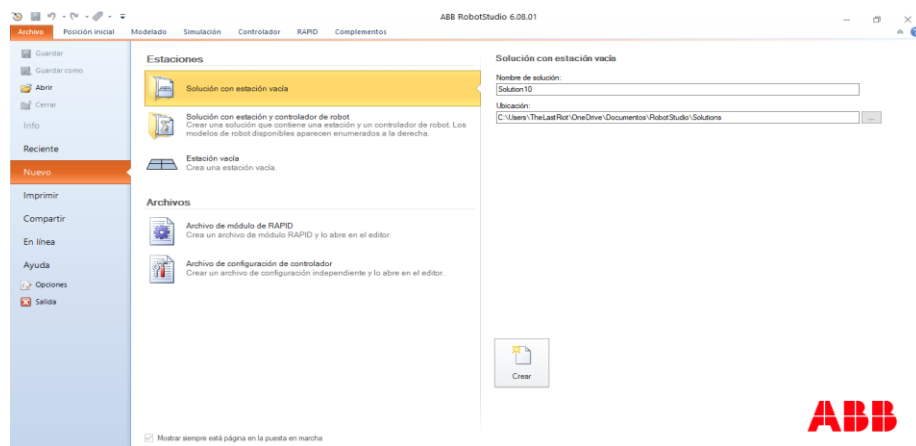 ABB RobotStudio 6.08.01
Archivo Posición inicial Modelado Simulación Controlador RAPID Complementos
Guardar
Guardar como
Abrir
Cerrar
Info
Reciente
Nuevo
Imprimir
Compartir
En línea
Ayuda
Opciones
Salida
Estaciones
Solución con estación vacía
Solución con estación y controlador de robot
Crear una solución que contiene una estación y un controlador de robot. Los
modelos de robot disponibles aparecen enumerados a la derecha.
Estación vacía
Crea una estación vacía.
Archivos
Archivo de módulo de RAPID
Crea un archivo de módulo RAPID y lo abre en el editor.
Archivo de configuración de controlador
Crear un archivo de configuración independiente y lo abre en el editor.
Mostrar siempre está página en la puesta en marcha
Solución con estación vacía
Nombre de solución:
Solution10
Ubicación:
C:\Users\TheLastRiot\OneDrive\Documentos\RobotStudio\Solutions
...
Crear
ABB